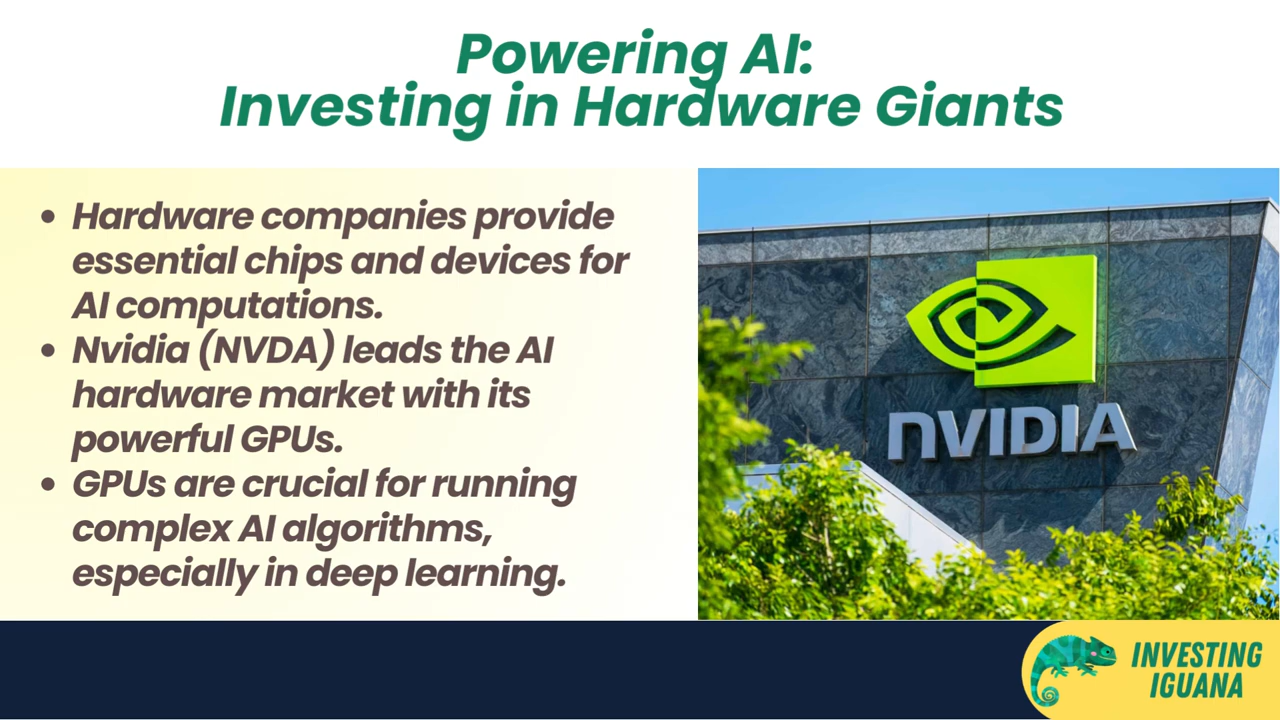 Powering AI:
Investing in Hardware Giants
• Hardware companies provide
essential chips and devices for
AI computations.
• Nvidia (NVDA) leads the AI
hardware market with its
powerful GPUs.
• GPUs are crucial for running
complex AI algorithms,
especially in deep learning.
NVIDIA
INVESTING
IGUANA